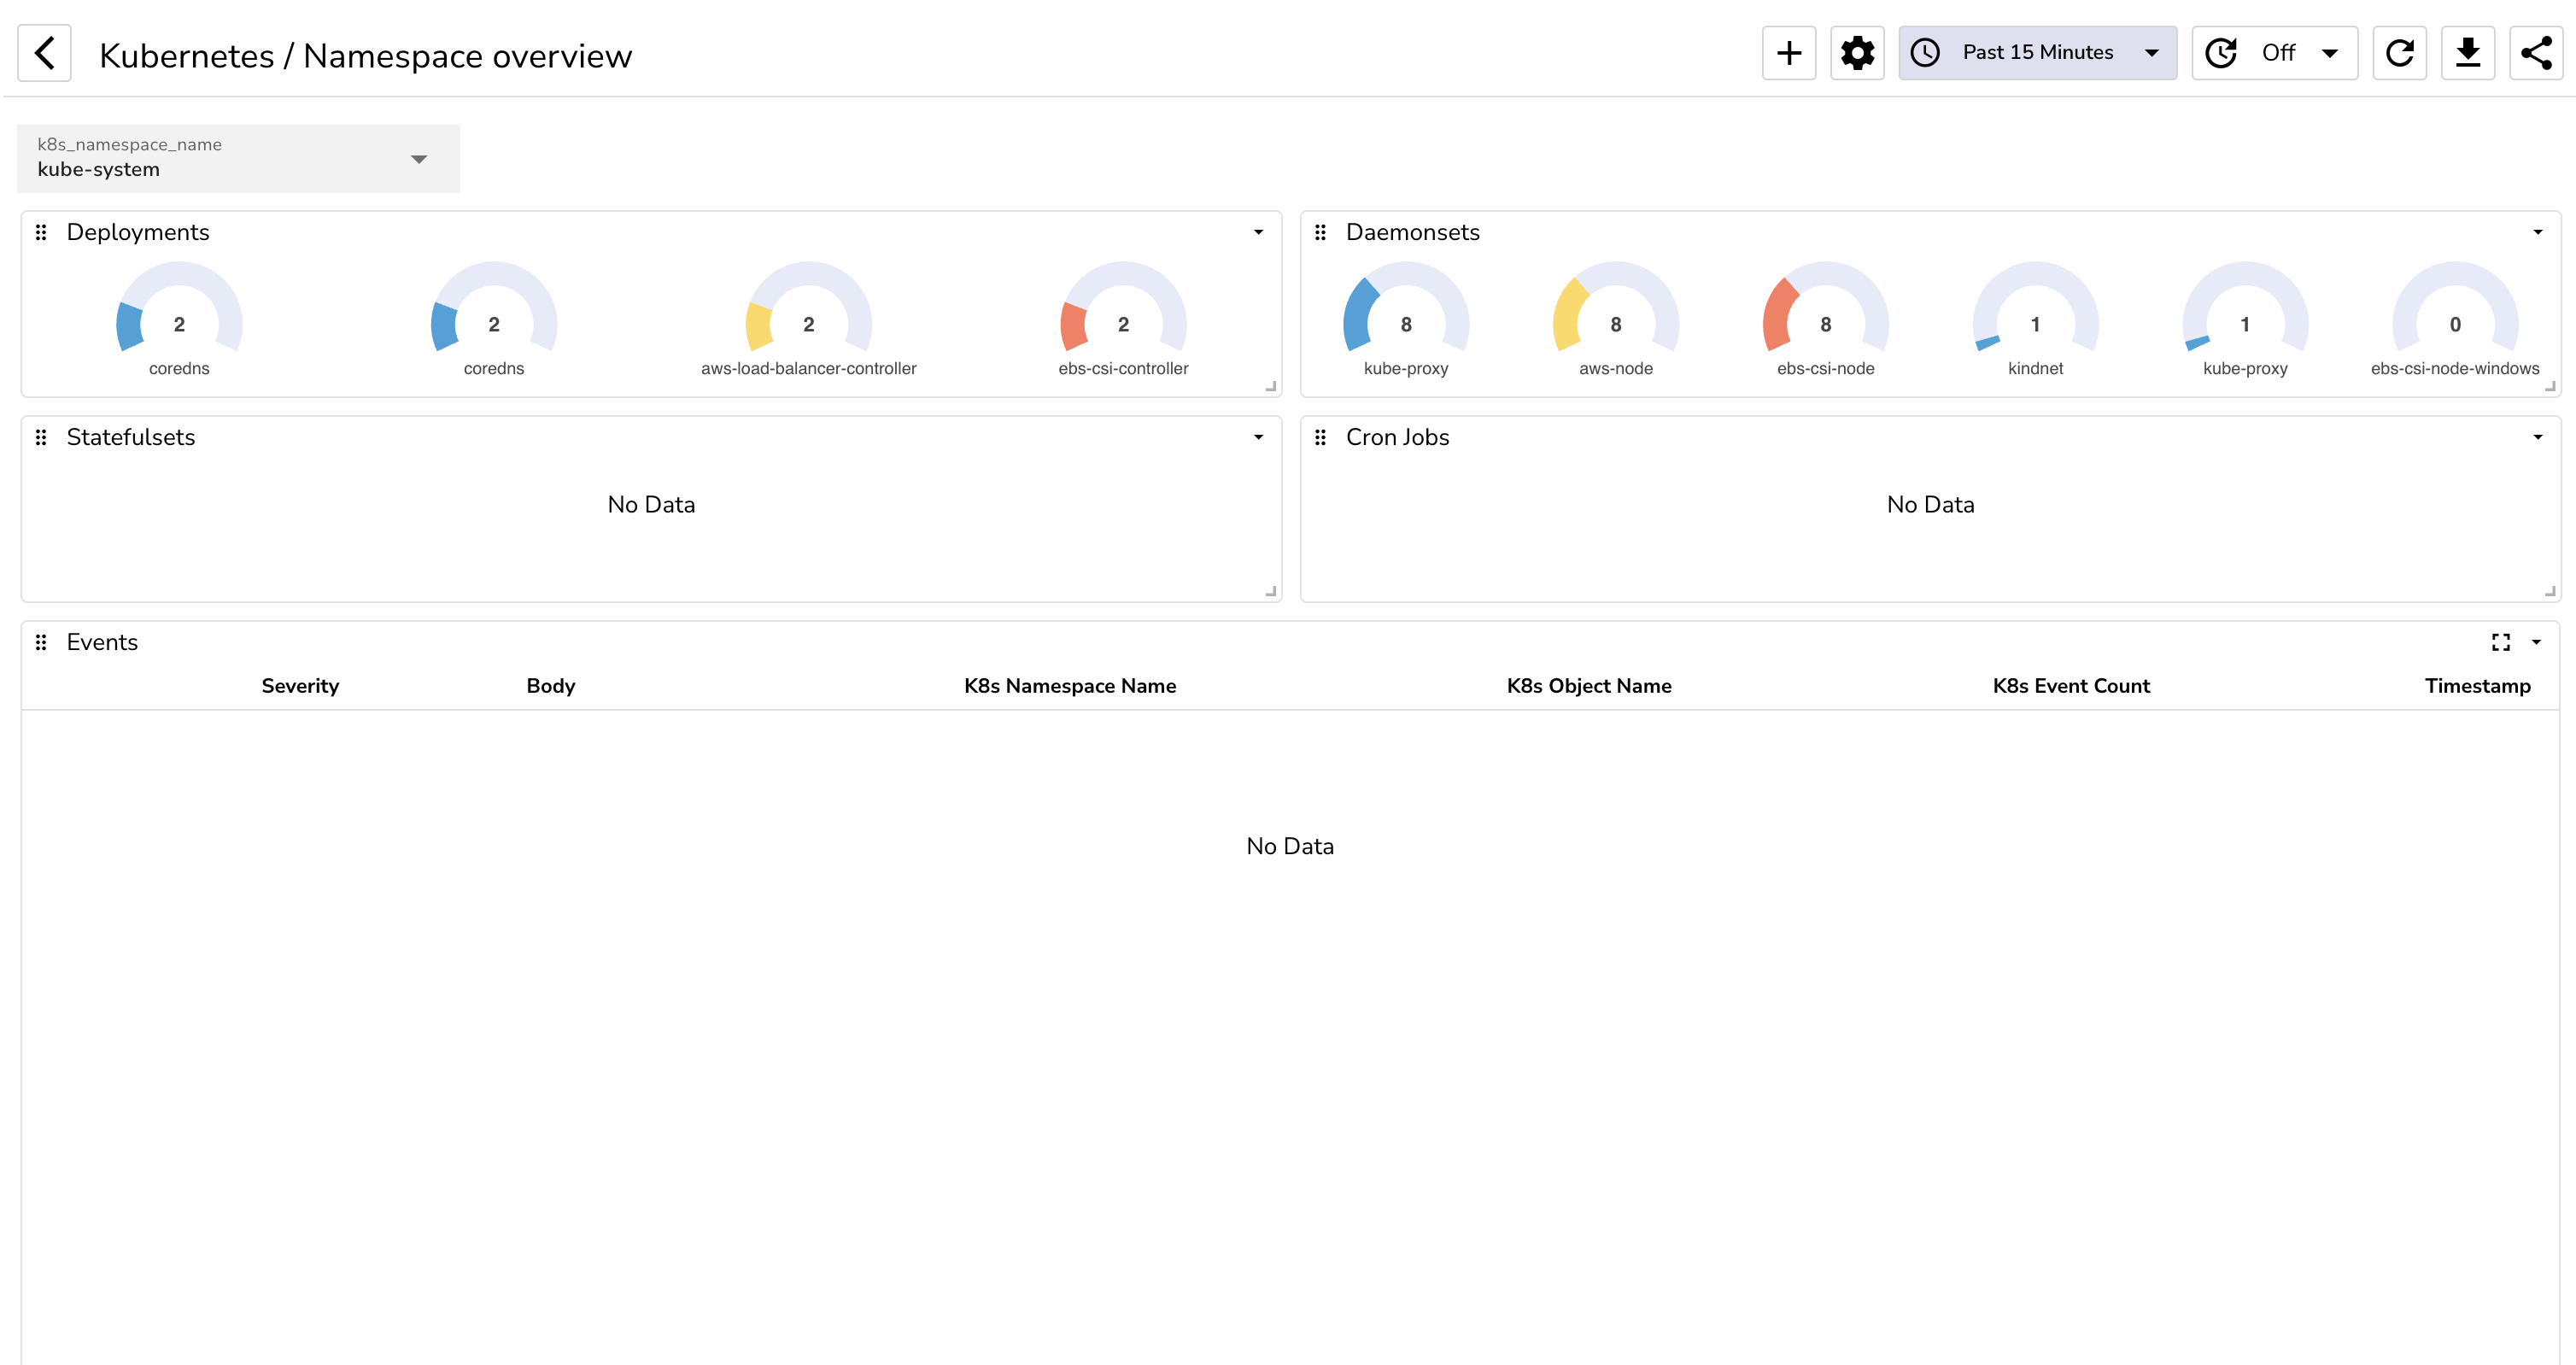 Kubernetes / Namespace overview
Past 15 Minutes
Off
k8s_namespace_name
kube-system
Deployments
2
2
2
2
coredns
coredns
aws-load-balancer-controller
ebs-csi-controller
Daemonsets
8
8
8
1
1
0
kube-proxy
aws-node
ebs-csi-node
kindnet
kube-proxy
ebs-csi-node-windows
Statefulsets
No Data
Cron Jobs
No Data
Events
Severity Body K8s Namespace Name K8s Object Name K8s Event Count Timestamp
No Data